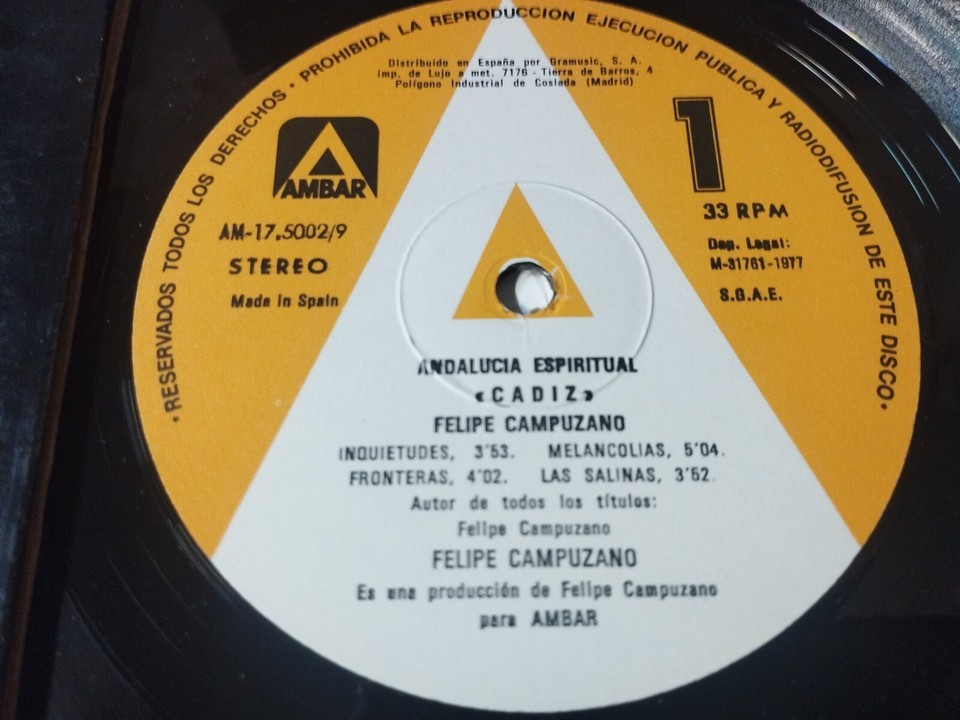 · RESERVADOS TODOS LOS DERECHOS · PROHIBIDA LA REPRODUCCION EJECUCION PUBLICA Y RADIODIFUSION DE ESTE DISCO ·
Distribuido en España por Gramusic, S. A.
Imp. de Lujo a met. 7176 - Tierra de Barros, 4
Polígono Industrial de Coslada (Madrid)
AMBAR
1
AM-17.5002/9
33 RPM
STEREO
Dep. Legal:
M-31761-1977
Made in Spain
S.G.A.E.
ANDALUCIA ESPIRITUAL
«CADIZ»
FELIPE CAMPUZANO
INQUIETUDES, 3'53. MELANCOLIAS, 5'04.
FRONTERAS, 4'02. LAS SALINAS, 3'52.
Autor de todos los títulos:
Felipe Campuzano
FELIPE CAMPUZANO
Es una producción de Felipe Campuzano
para AMBAR